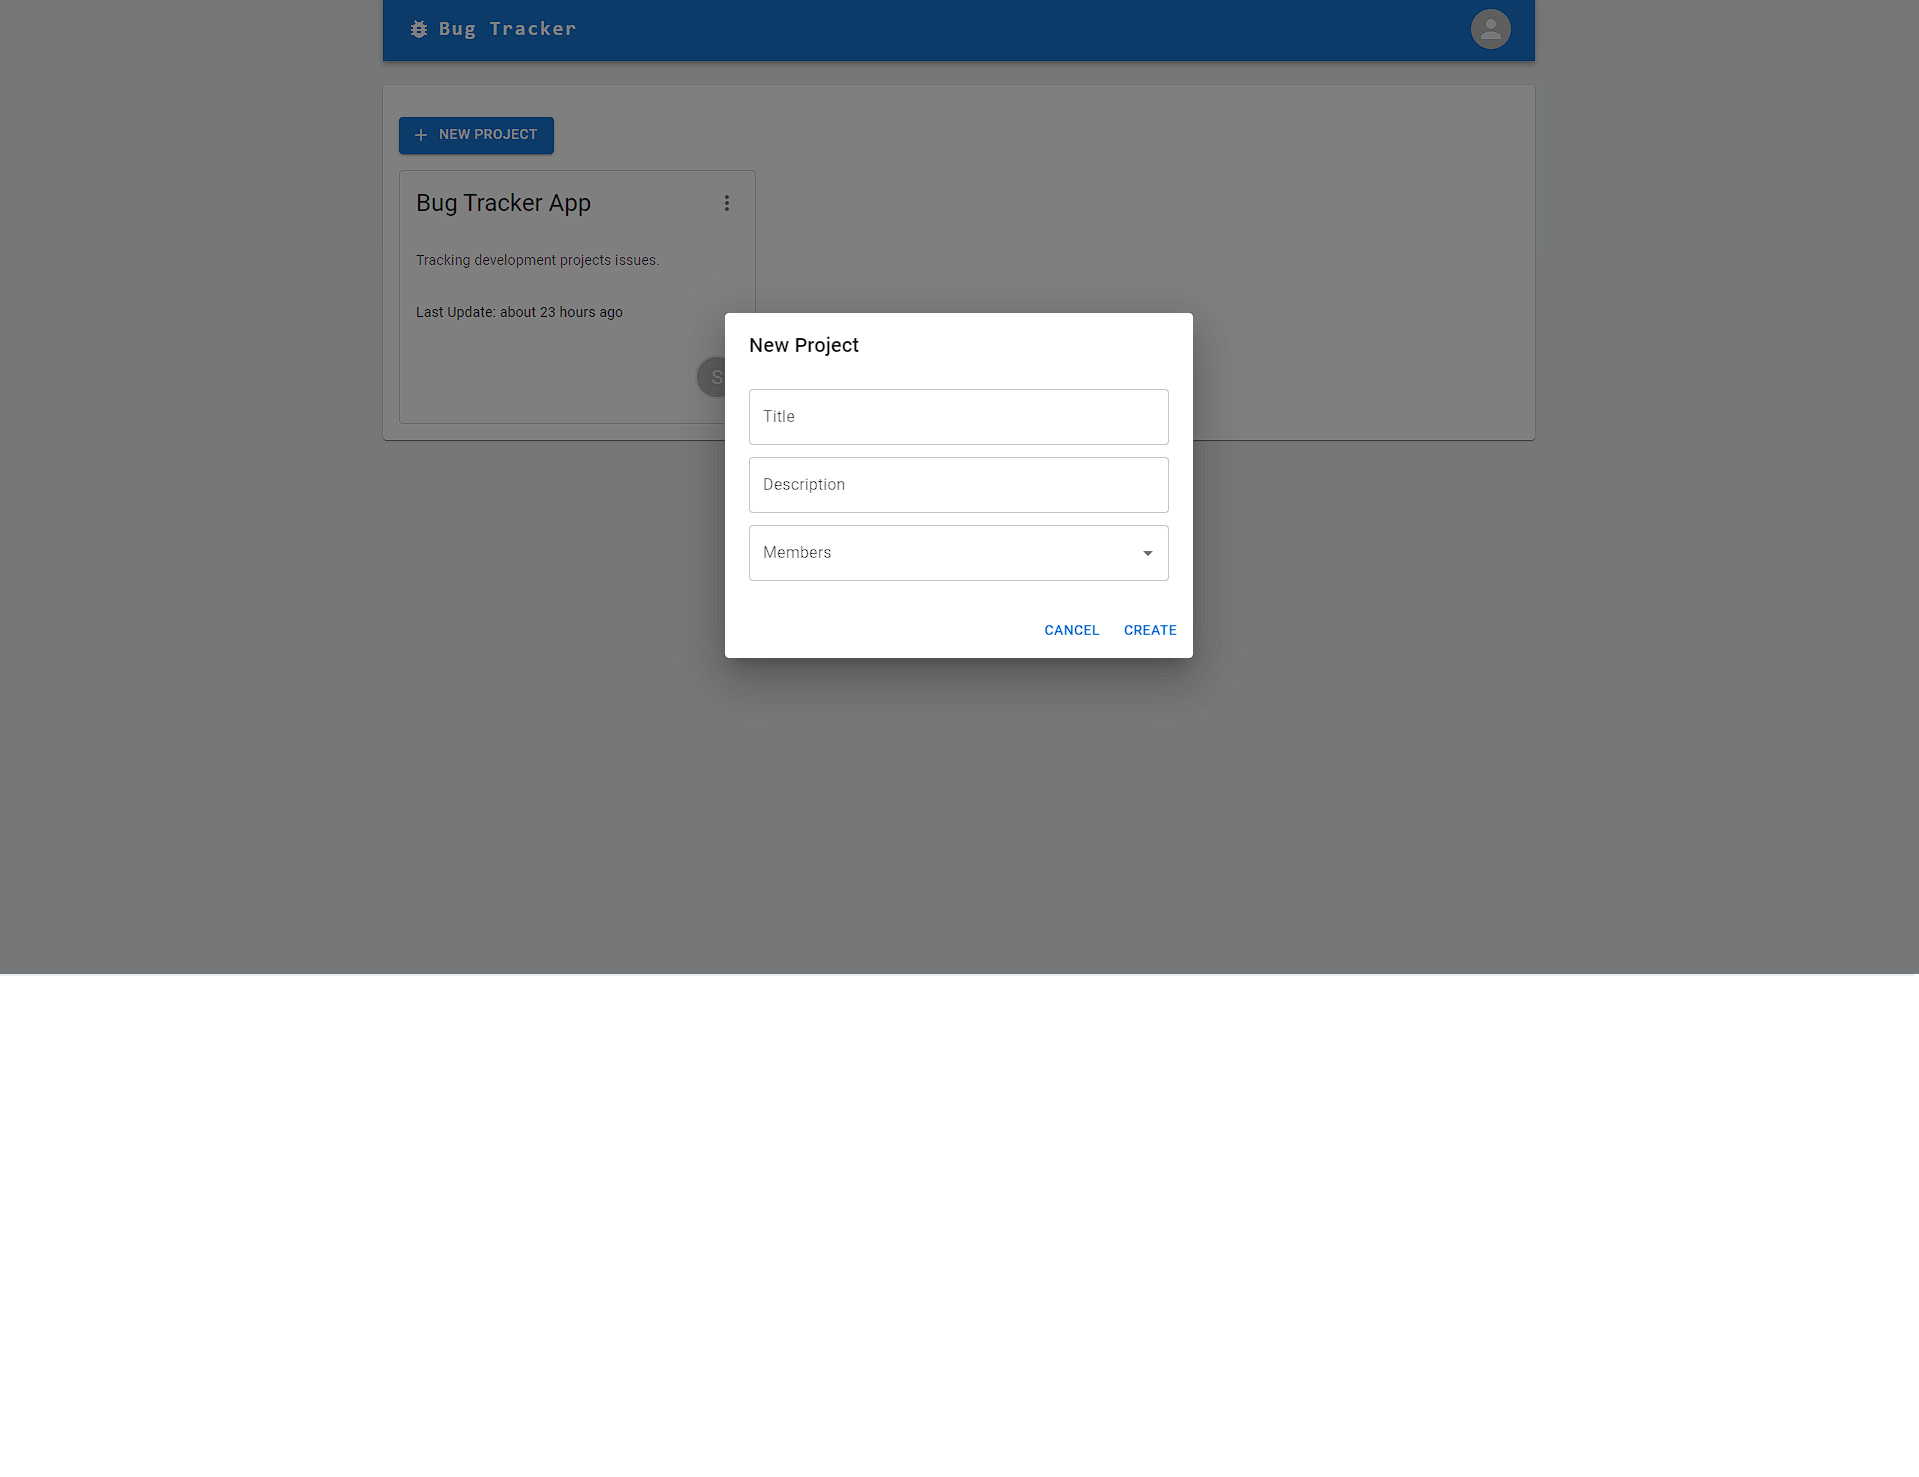 Bug Tracker
NEW PROJECT
Bug Tracker App
Tracking development projects issues.
Last Update: about 23 hours ago
S
New Project
Title
Description
Members
CANCEL CREATE